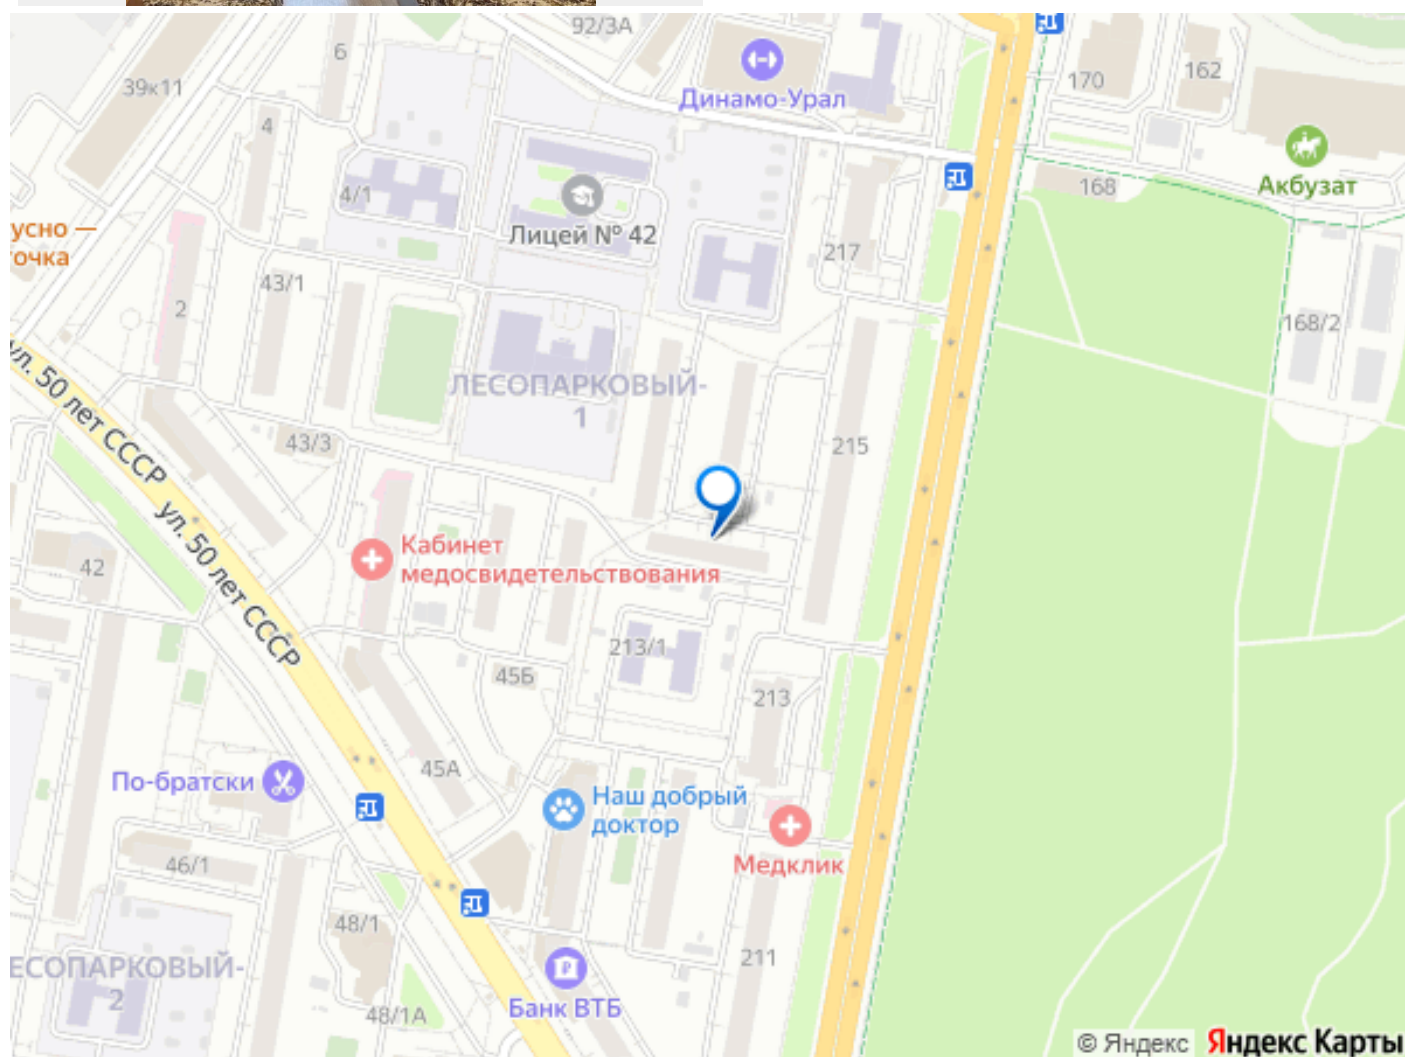 92/3А
6
39к11
170
162
Динамо-Урал
4
4/1
Акбузат
168
Лицей № 42
усно —
очка
217
43/1
2
168/2
ул. 50 лет СССР
ЛЕСОПАРКОВЫЙ-
1
43/3
215
ул. 50 лет СССР
Кабинет
медосвидетельствования
42
213/1
45Б
213
45А
По-братски
Наш добрый
доктор
46/1
Медклик
48/1
211
ЕСОПАРКОВЫЙ-
2
Банк ВТБ
48/1А
© Яндекс Яндекс Карты